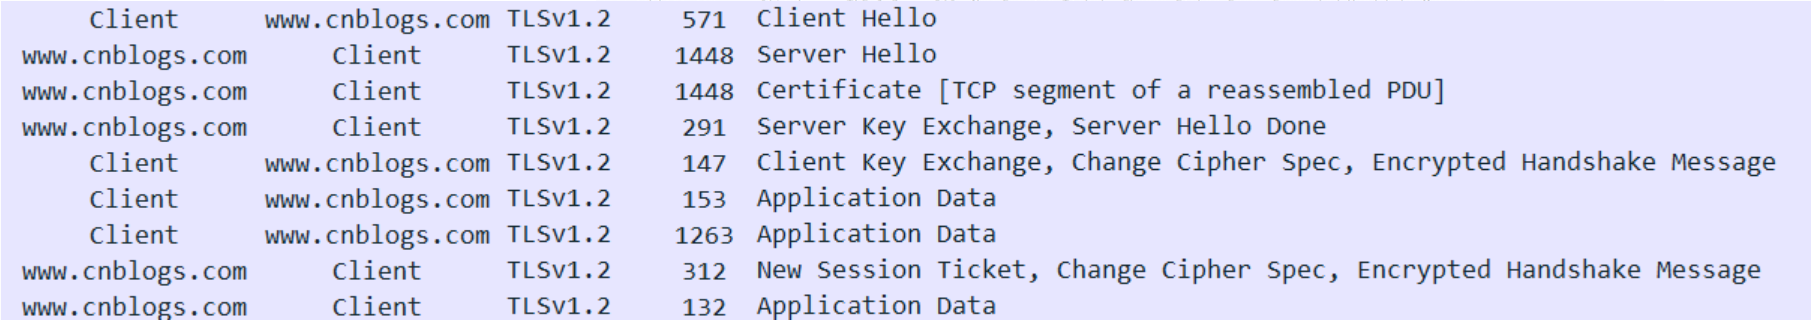 Client www.cnblogs.com TLSv1.2 571 Client Hello
www.cnblogs.com Client TLSv1.2 1448 Server Hello
www.cnblogs.com Client TLSv1.2 1448 Certificate [TCP segment of a reassembled PDU]
www.cnblogs.com Client TLSv1.2 291 Server Key Exchange, Server Hello Done
Client www.cnblogs.com TLSv1.2 147 Client Key Exchange, Change Cipher Spec, Encrypted Handshake Message
Client www.cnblogs.com TLSv1.2 153 Application Data
Client www.cnblogs.com TLSv1.2 1263 Application Data
www.cnblogs.com Client TLSv1.2 312 New Session Ticket, Change Cipher Spec, Encrypted Handshake Message
www.cnblogs.com Client TLSv1.2 132 Application Data